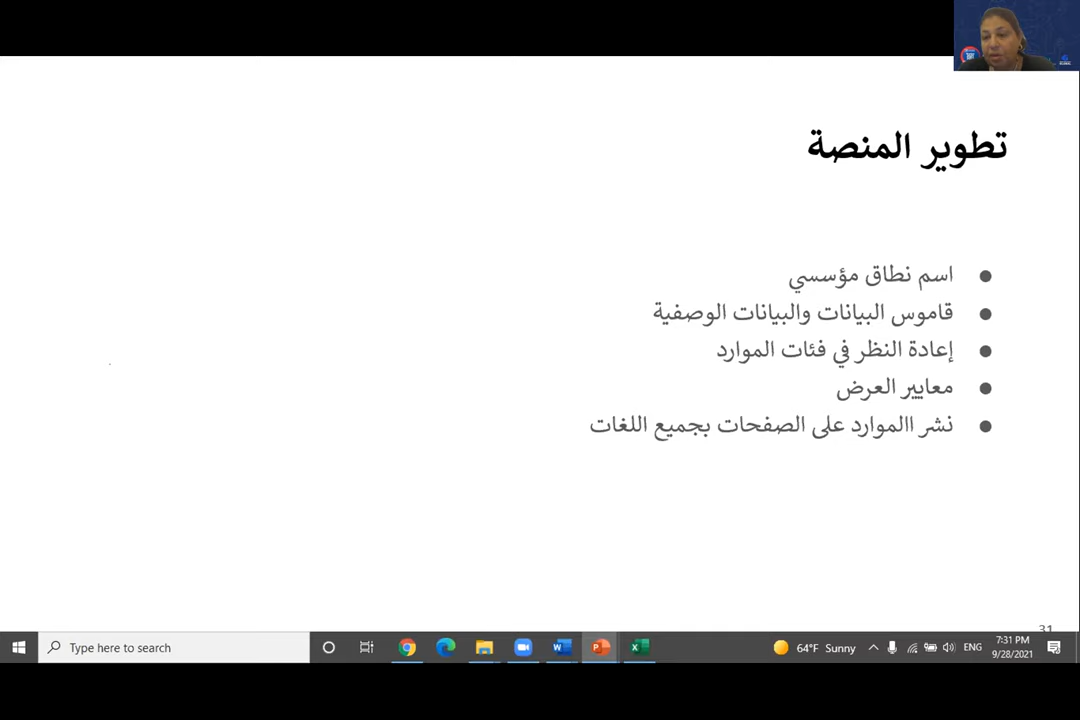 تطوير المنصة
اسم نطاق مؤسسي
قاموس البيانات والبيانات الوصفية
إعادة النظر في فئات الموارد
معايير العرض
نشر االموارد على الصفحات بجميع اللغات
31
Type here to search
64°F Sunny
ENG
7:31 PM
9/28/2021